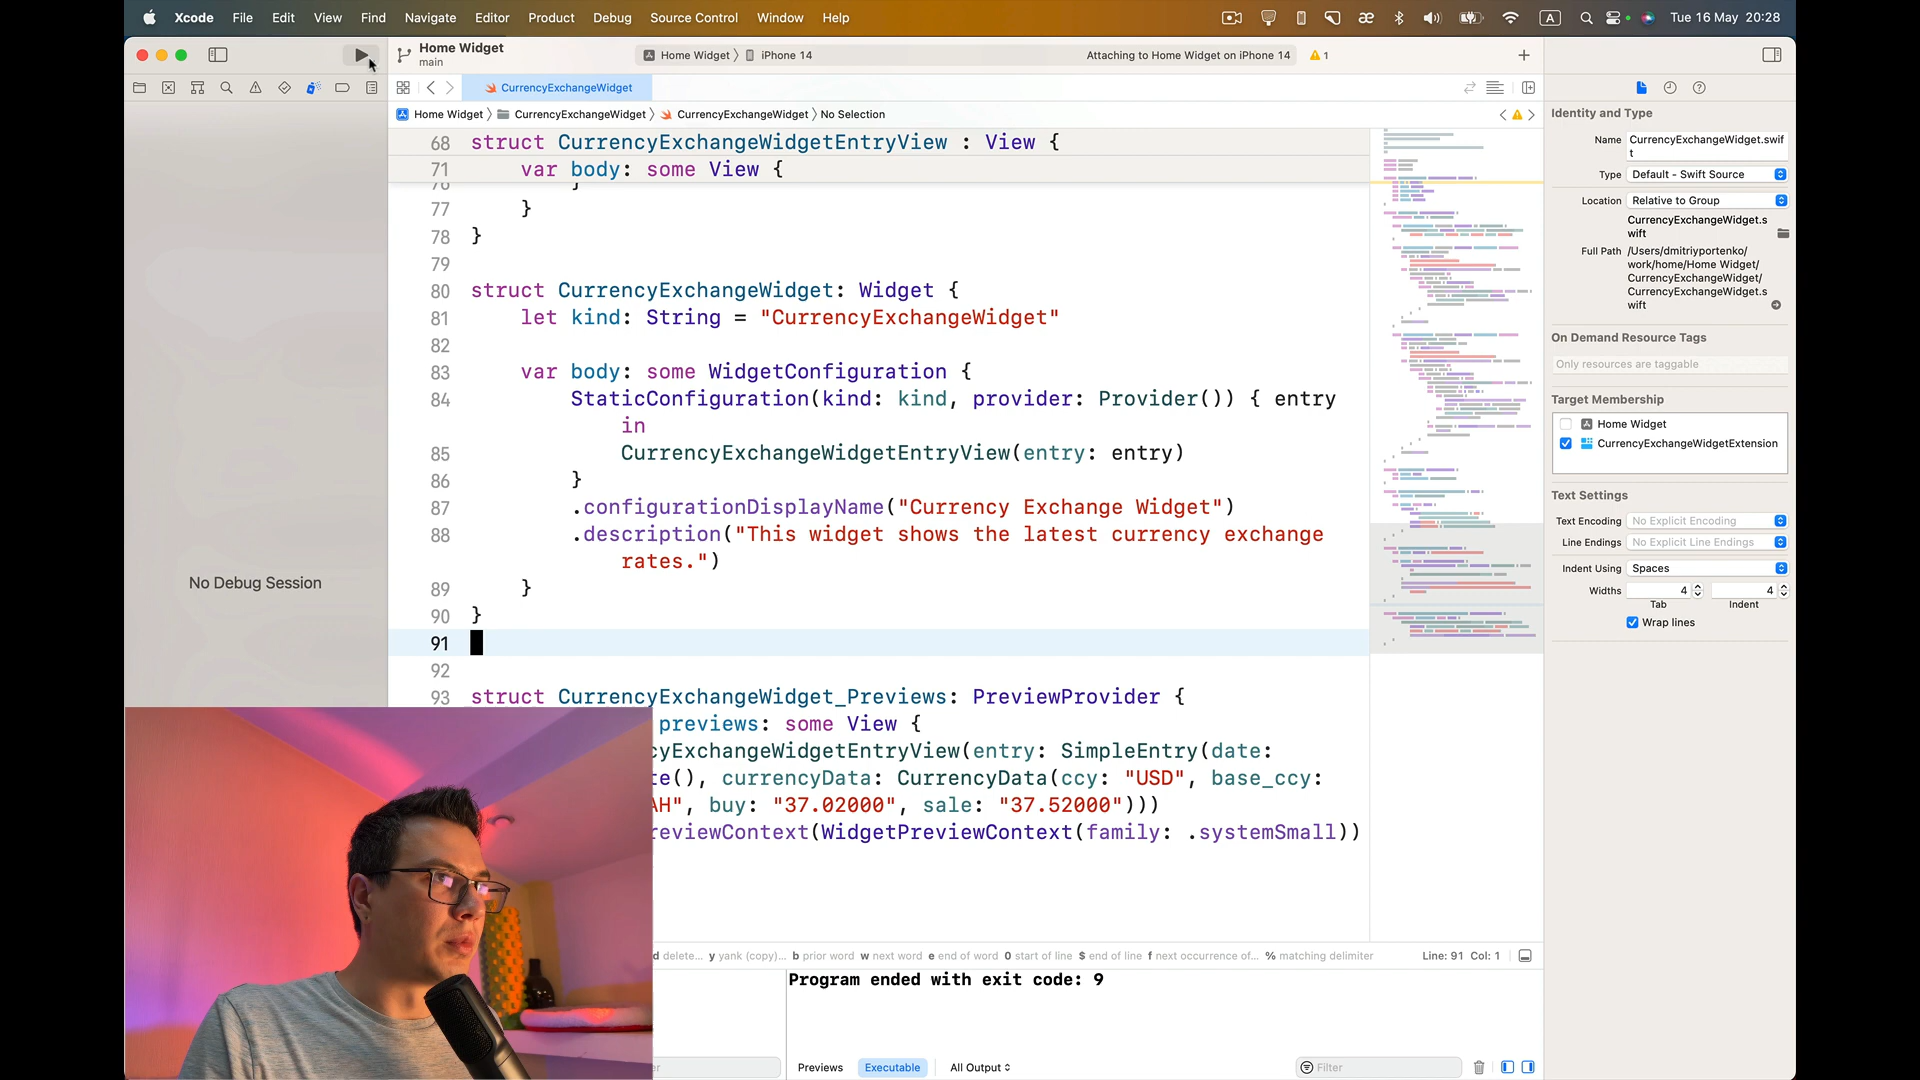 Xcode File Edit View Find Navigate Editor Product Debug Source Control Window Help
A
Tue 16 May 20:28
Home Widget
main
Home Widget 〉 iPhone 14
Attaching to Home Widget on iPhone 14
1
CurrencyExchangeWidget
Home Widget 〉 CurrencyExchangeWidget 〉 CurrencyExchangeWidget 〉 No Selection
68 struct CurrencyExchangeWidgetEntryView : View {
71 var body: some View {
76 }
77 }
78 }
79
80 struct CurrencyExchangeWidget: Widget {
81 let kind: String = "CurrencyExchangeWidget"
82
83 var body: some WidgetConfiguration {
84 StaticConfiguration(kind: kind, provider: Provider()) { entry
in
85 CurrencyExchangeWidgetEntryView(entry: entry)
86 }
87 .configurationDisplayName("Currency Exchange Widget")
88 .description("This widget shows the latest currency exchange
rates.")
89 }
90 }
91
92
93 struct CurrencyExchangeWidget_Previews: PreviewProvider {
previews: some View {
cyExchangeWidgetEntryView(entry: SimpleEntry(date:
te(), currencyData: CurrencyData(ccy: "USD", base_ccy:
AH", buy: "37.02000", sale: "37.52000")))
reviewContext(WidgetPreviewContext(family: .systemSmall))
No Debug Session
d delete... y yank (copy)... b prior word w next word e end of word 0 start of line $ end of line f next occurrence of... % matching delimiter
Line: 91 Col: 1
Program ended with exit code: 9
er
Previews Executable All Output
Filter
Identity and Type
Name CurrencyExchangeWidget.swif
t
Type Default - Swift Source
Location Relative to Group
CurrencyExchangeWidget.s
wift
Full Path /Users/dmitriyportenko/
work/home/Home Widget/
CurrencyExchangeWidget/
CurrencyExchangeWidget.s
wift
On Demand Resource Tags
Only resources are taggable
Target Membership
Home Widget
CurrencyExchangeWidgetExtension
Text Settings
Text Encoding No Explicit Encoding
Line Endings No Explicit Line Endings
Indent Using Spaces
Widths 4 4
Tab Indent
Wrap lines